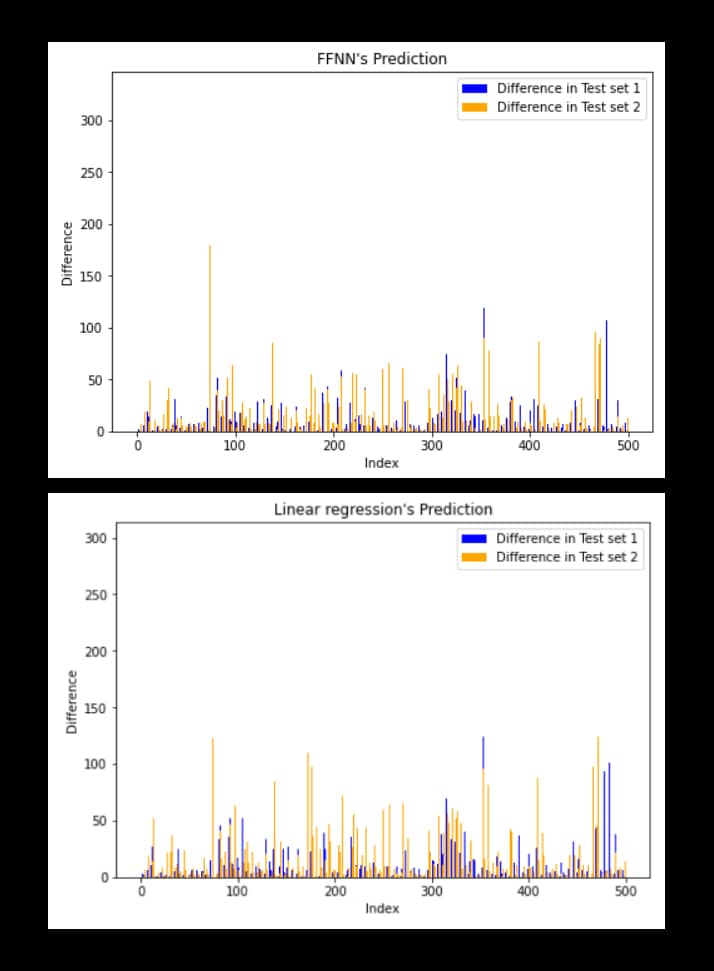 FFNN's Prediction
Difference in Test set 1
Difference in Test set 2
300
250
200
150
100
50
0
Difference
0 100 200 300 400 500
Index
Linear regression's Prediction
Difference in Test set 1
Difference in Test set 2
300
250
200
150
100
50
0
Difference
0 100 200 300 400 500
Index